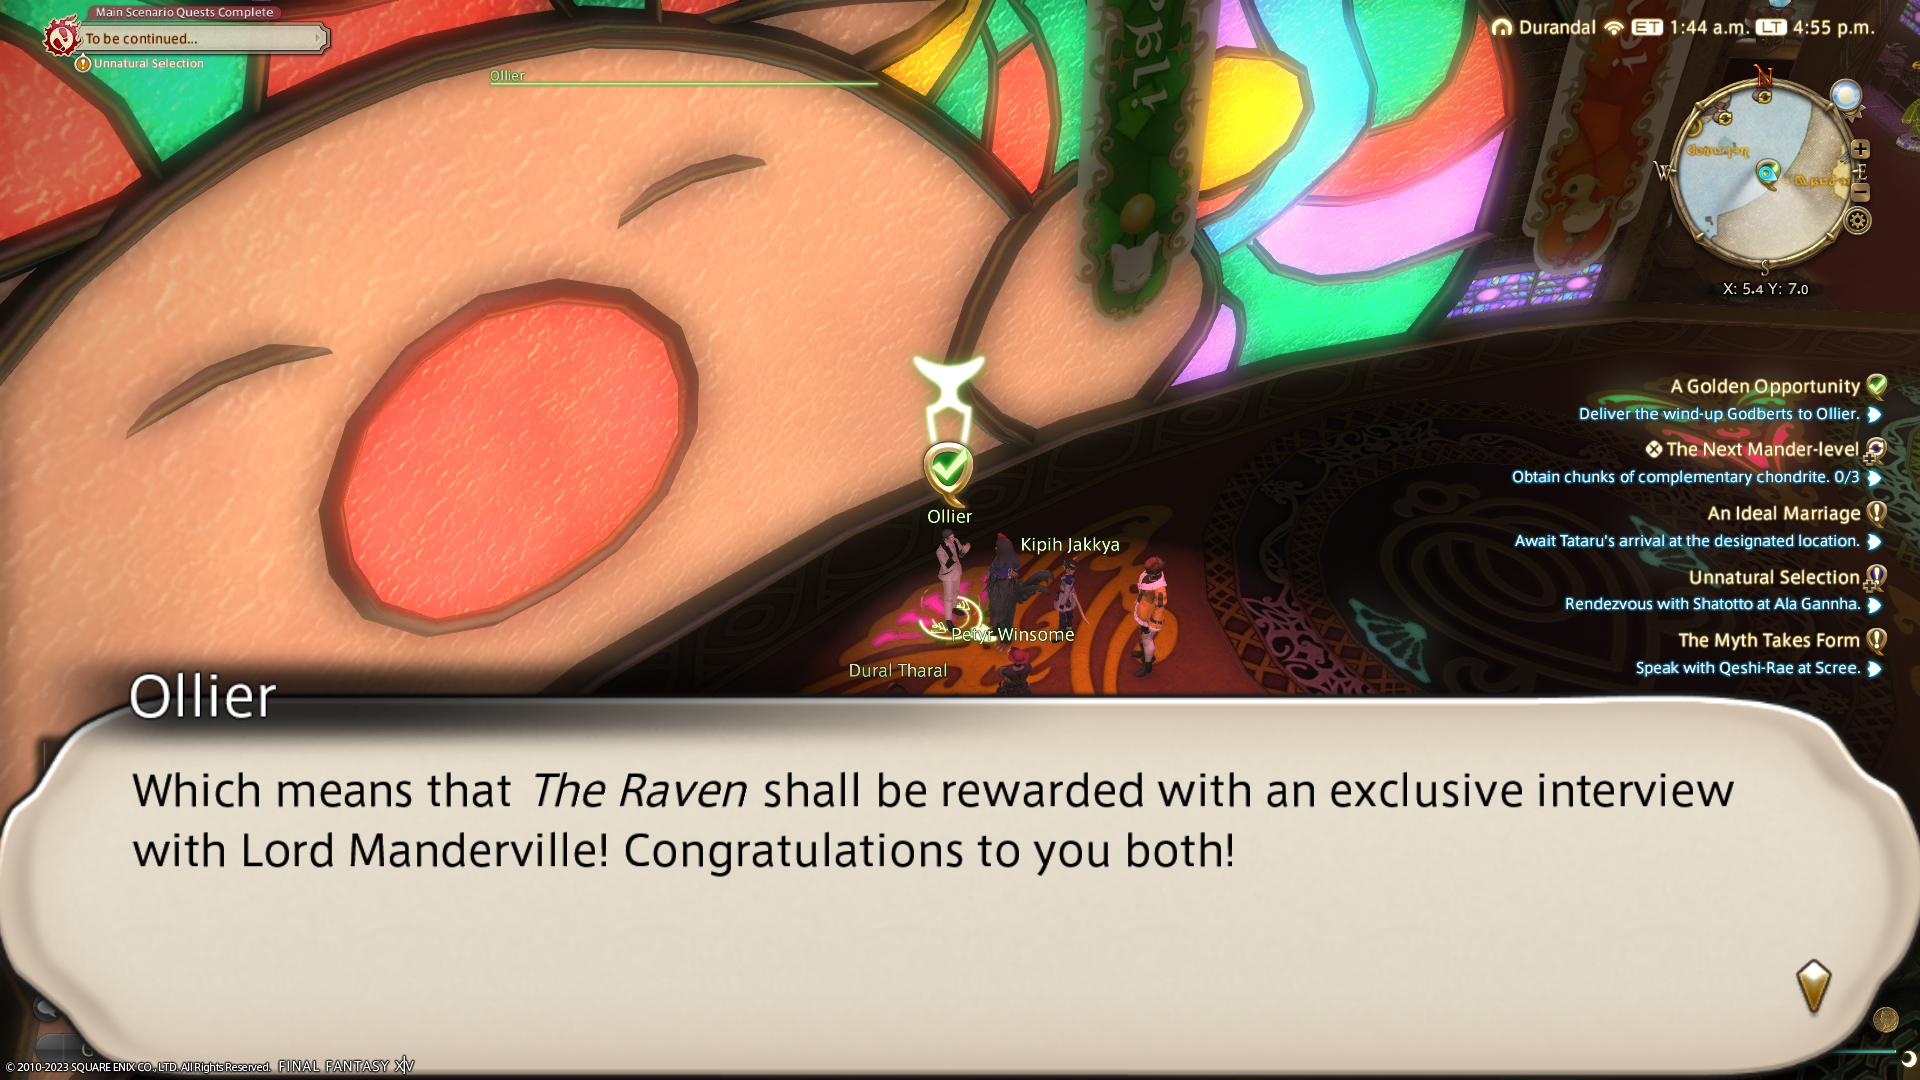 Main Scenario Quests Complete
To be continued...
Unnatural Selection
Ollier
Durandal ET 1:44 a.m. LT 4:55 p.m.
N
W
E
S
X: 5.4 Y: 7.0
A Golden Opportunity
Deliver the wind-up Godberts to Ollier.
The Next Mander-level
Obtain chunks of complementary chondrite. 0/3
An Ideal Marriage
Await Tataru's arrival at the designated location.
Unnatural Selection
Rendezvous with Shatotto at Ala Gannha.
The Myth Takes Form
Speak with Qeshi-Rae at Scree.
Ollier
Kipih Jakkya
Petyr Winsome
Dural Tharal
Ollier
Which means that The Raven shall be rewarded with an exclusive interview
with Lord Manderville! Congratulations to you both!
© 2010-2023 SQUARE ENIX CO., LTD. All Rights Reserved. FINAL FANTASY XIV